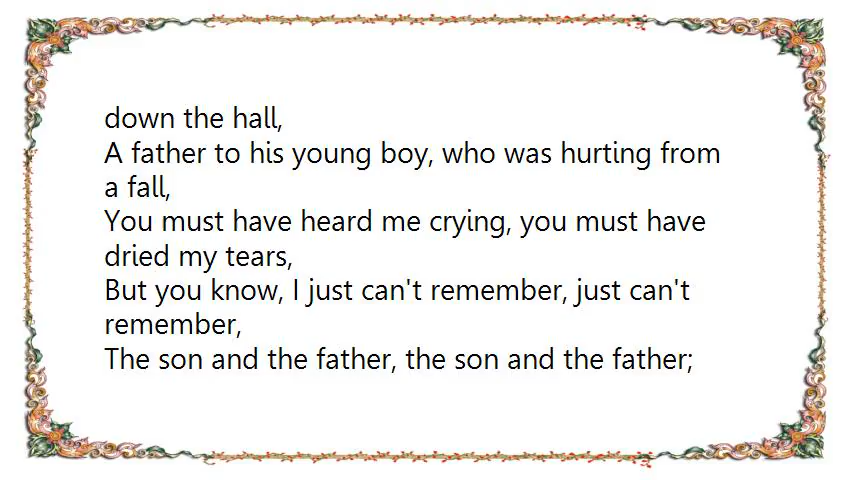 down the hall,
A father to his young boy, who was hurting from
a fall,
You must have heard me crying, you must have
dried my tears,
But you know, I just can't remember, just can't
remember,
The son and the father, the son and the father;